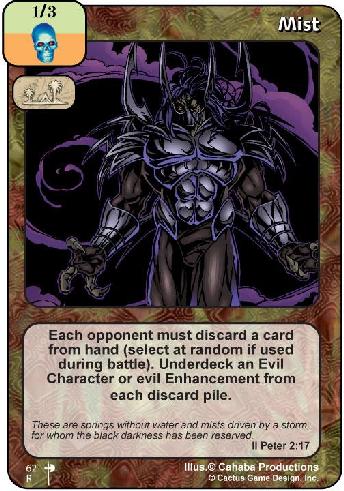 1/3
Mist
Each opponent must discard a card
from hand (select at random if used
during battle). Underdeck an Evil
Character or evil Enhancement from
each discard pile.
These are springs without water and mists driven by a storm,
for whom the black darkness has been reserved.
II Peter 2:17
62
R
Illus.© Cahaba Productions
© Cactus Game Design, Inc.